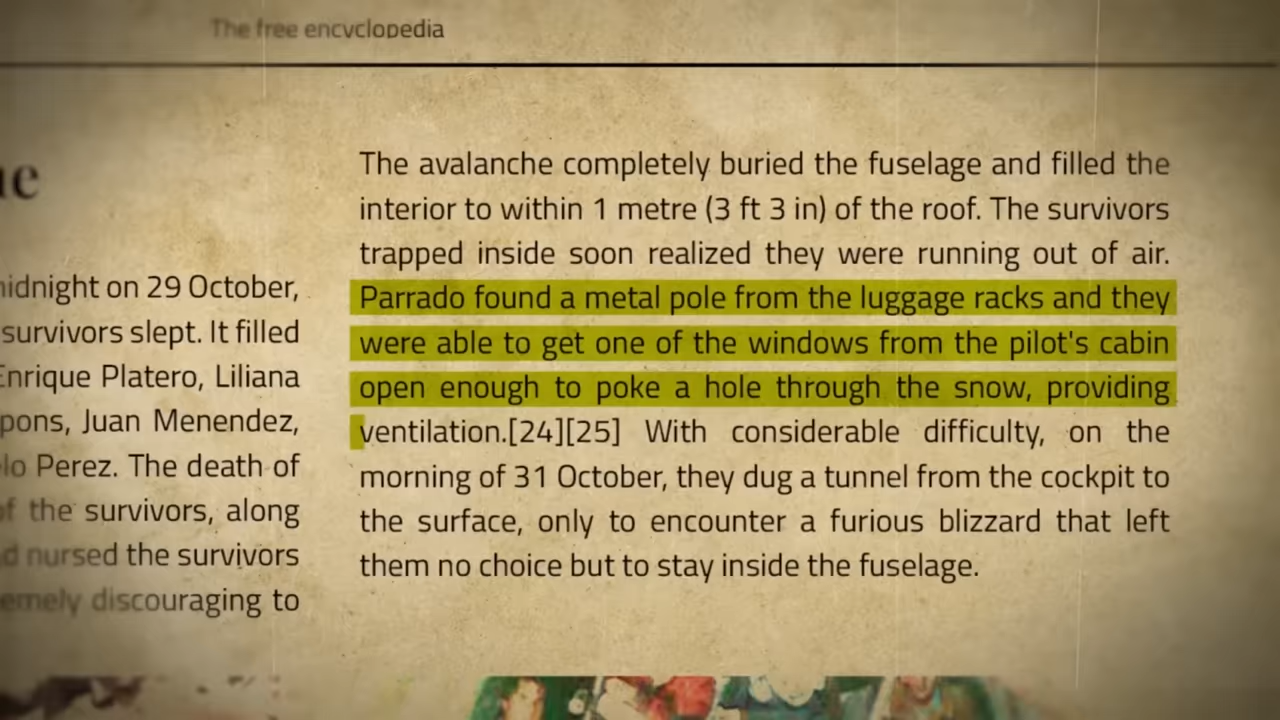 The free encyclopedia
ue
midnight on 29 October,
survivors slept. It filled
Enrique Platero, Liliana
pons, Juan Menendez,
lo Perez. The death of
of the survivors, along
d nursed the survivors
emely discouraging to
The avalanche completely buried the fuselage and filled the
interior to within 1 metre (3 ft 3 in) of the roof. The survivors
trapped inside soon realized they were running out of air.
Parrado found a metal pole from the luggage racks and they
were able to get one of the windows from the pilot's cabin
open enough to poke a hole through the snow, providing
ventilation.[24][25] With considerable difficulty, on the
morning of 31 October, they dug a tunnel from the cockpit to
the surface, only to encounter a furious blizzard that left
them no choice but to stay inside the fuselage.